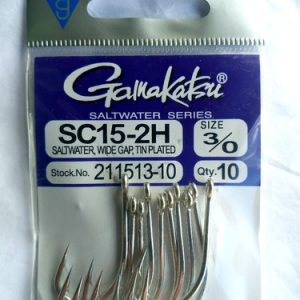 Gamakatsu®
SALTWATER SERIES
SC15-2H
SIZE
3/0
SALTWATER, WIDE GAP, TIN PLATED
Stock.No. 211513-10 Qty. 10